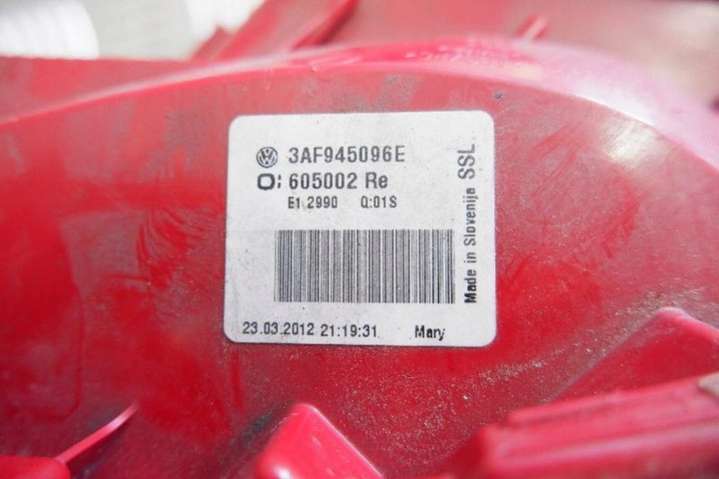 3AF945096E
O: 605002 Re
E1 2990 Q:01S
23.03.2012 21:19:31 Mary
Made in Slovenija SSL